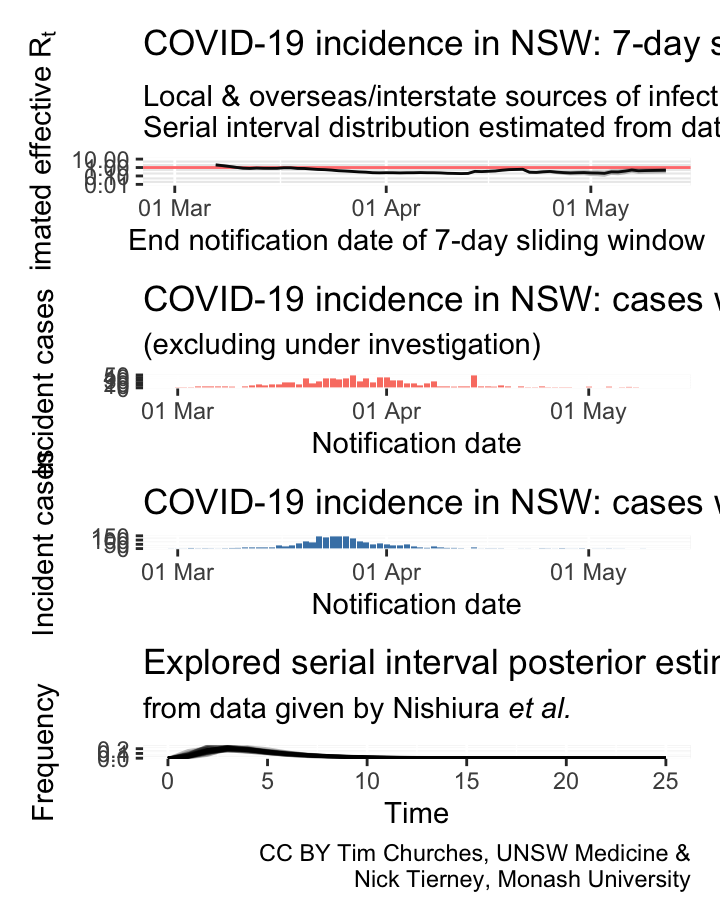 COVID-19 incidence in NSW: 7-day s
Local & overseas/interstate sources of infect
Serial interval distribution estimated from dat
imated effective Rt
10.00
1.00
0.01
01 Mar 01 Apr 01 May
End notification date of 7-day sliding window
COVID-19 incidence in NSW: cases w
(excluding under investigation)
Incident cases
01 Mar 01 Apr 01 May
Notification date
COVID-19 incidence in NSW: cases w
Incident cases
150
01 Mar 01 Apr 01 May
Notification date
Explored serial interval posterior estin
from data given by Nishiura et al.
Frequency
0.0
0 5 10 15 20 25
Time
CC BY Tim Churches, UNSW Medicine &
Nick Tierney, Monash University